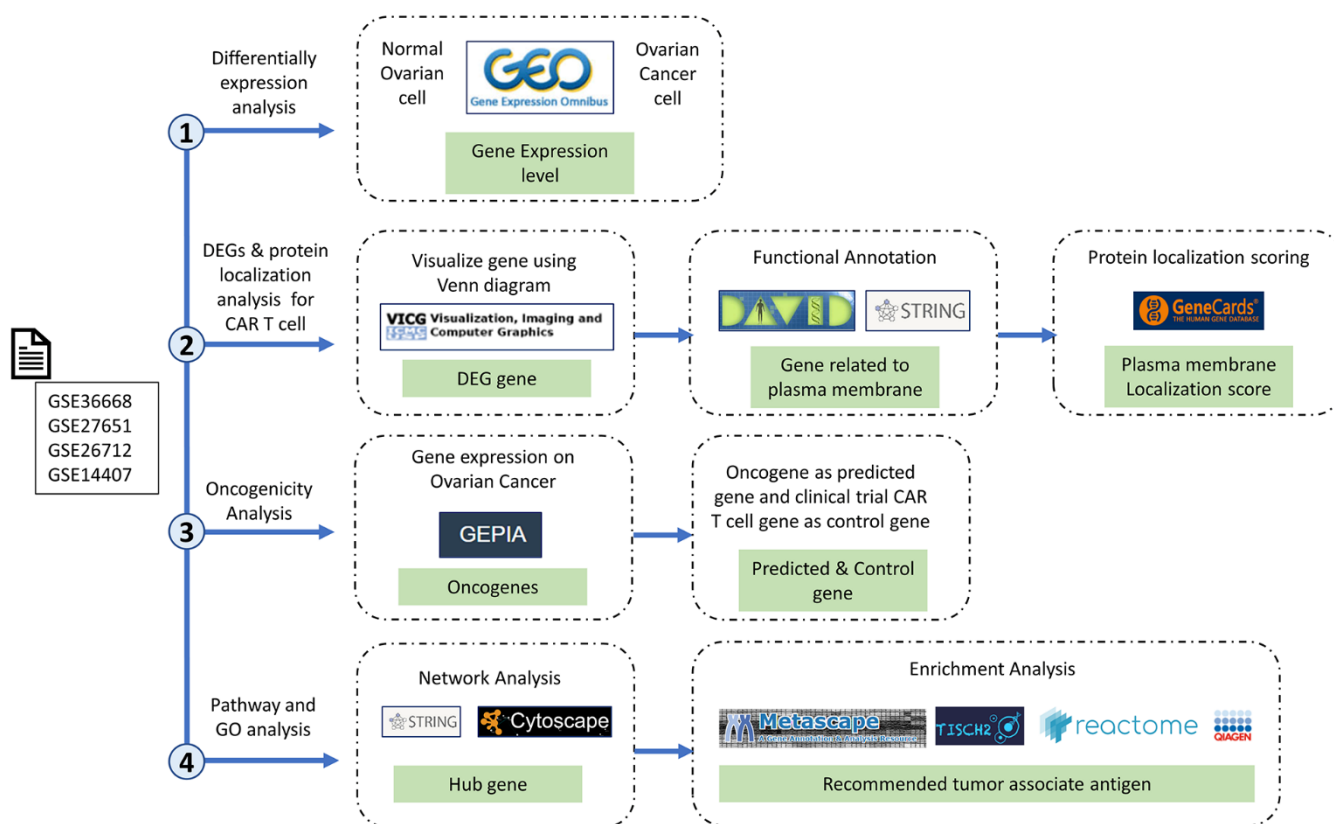 GSE36668
GSE27651
GSE26712
GSE14407
1
Differentially
expression
analysis
Normal
Ovarian
cell
GEO
Gene Expression Omnibus
Ovarian
Cancer
cell
Gene Expression
level
2
DEGs & protein
localization
analysis for
CAR T cell
Visualize gene using
Venn diagram
VICG Visualization, Imaging and
Computer Graphics
DEG gene
Functional Annotation
DAVID
STRING
Gene related to
plasma membrane
Protein localization scoring
GeneCards®
THE HUMAN GENE DATABASE
Plasma membrane
Localization score
3
Oncogenicity
Analysis
Gene expression on
Ovarian Cancer
GEPIA
Oncogenes
Oncogene as predicted
gene and clinical trial CAR
T cell gene as control gene
Predicted & Control
gene
4
Pathway and
GO analysis
Network Analysis
STRING
Cytoscape
Hub gene
Enrichment Analysis
Metascape
A Gene Annotation & Analysis Resource
TISCH2
reactome
QIAGEN
Recommended tumor associate antigen